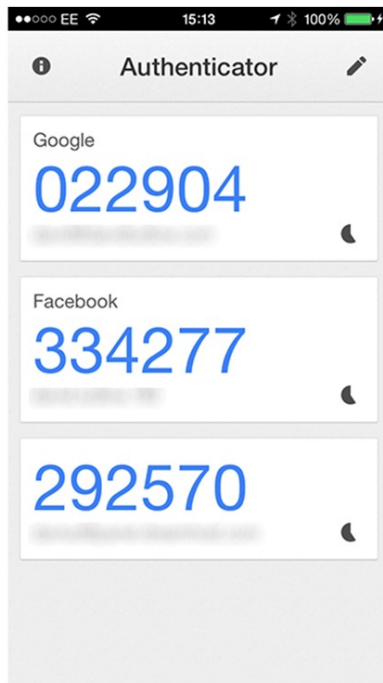 EE 15:13 100%
Authenticator
Google
022904
Facebook
334277
292570